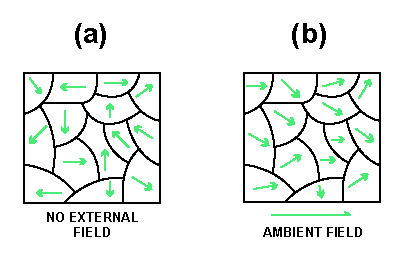 (a)
(b)
NO EXTERNAL
FIELD
AMBIENT FIELD